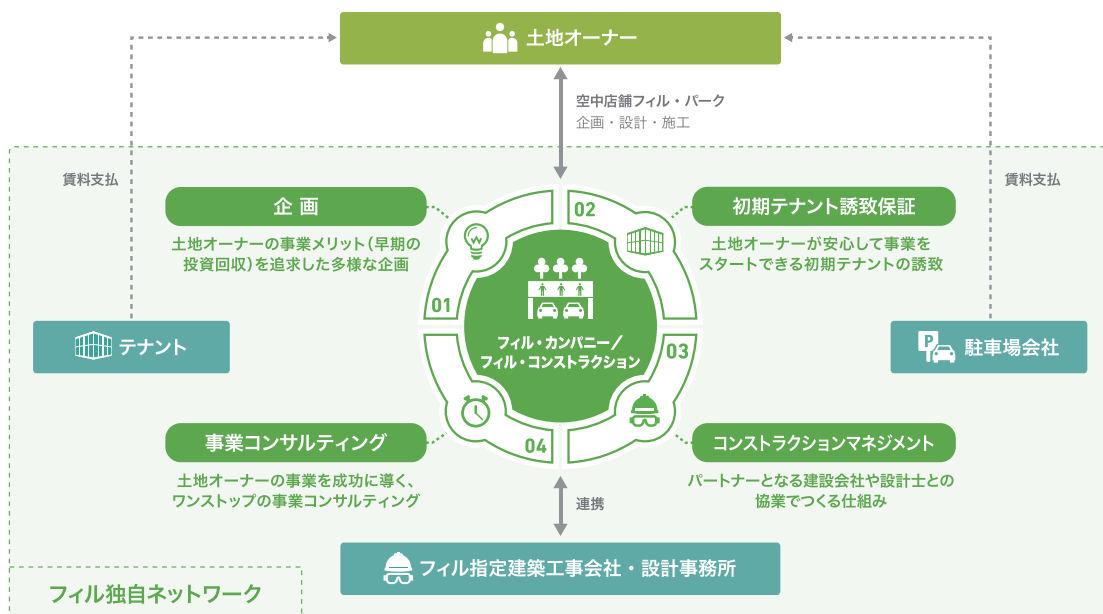 土地オーナー
空中店舗フィル・パーク
企画・設計・施工
賃料支払
賃料支払
企画
土地オーナーの事業メリット(早期の
投資回収)を追求した多様な企画
02
初期テナント誘致保証
土地オーナーが安心して事業を
スタートできる初期テナントの誘致
01
テナント
フィル・カンパニー/
フィル・コンストラクション
03
P
駐車場会社
事業コンサルティング
土地オーナーの事業を成功に導く、
ワンストップの事業コンサルティング
04
コンストラクションマネジメント
パートナーとなる建設会社や設計士との
協業でつくる仕組み
連携
フィル指定建築工事会社・設計事務所
フィル独自ネットワーク